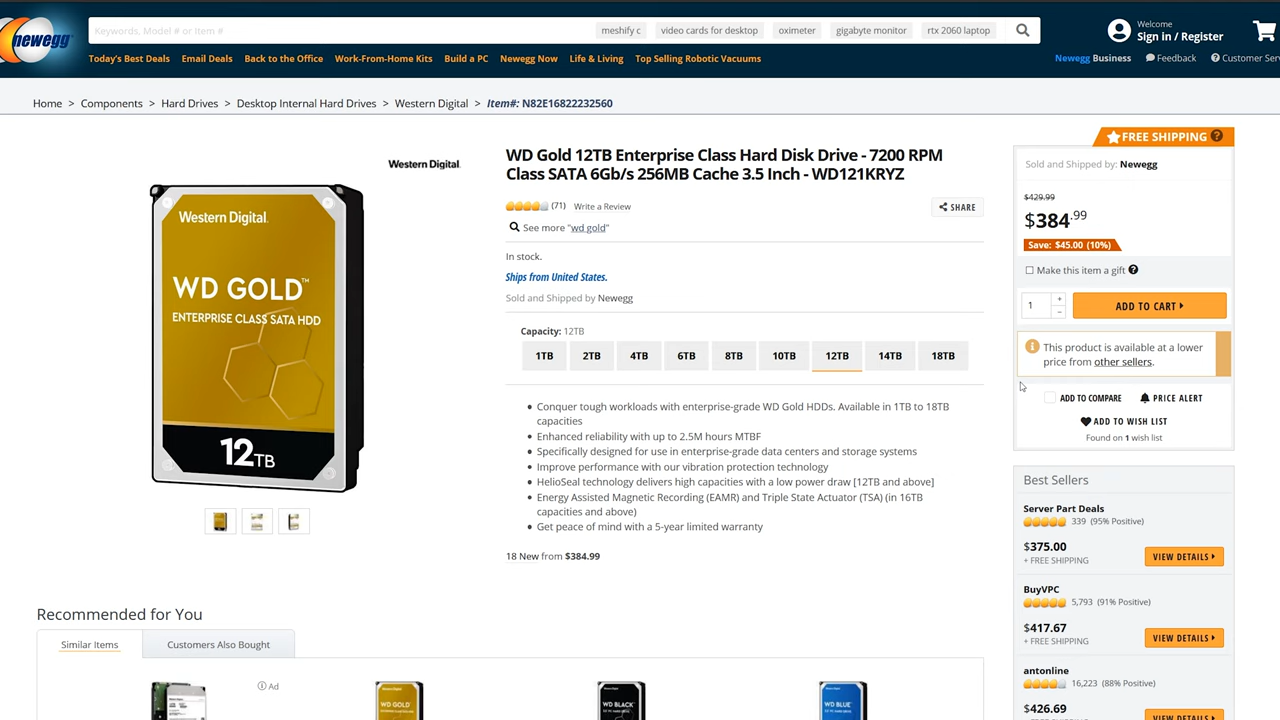 newegg
Keywords, Model # or Item #
meshify c
video cards for desktop
oximeter
gigabyte monitor
rtx 2060 laptop
Welcome
Sign in / Register
Today's Best Deals
Email Deals
Back to the Office
Work-From-Home Kits
Build a PC
Newegg Now
Life & Living
Top Selling Robotic Vacuums
Newegg Business
Feedback
Customer Ser
Home > Components > Hard Drives > Desktop Internal Hard Drives > Western Digital > Item#: N82E16822232560
Western Digital.
WD GOLD™
ENTERPRISE CLASS SATA HDD
12TB
Western Digital.
WD Gold 12TB Enterprise Class Hard Disk Drive - 7200 RPM
Class SATA 6Gb/s 256MB Cache 3.5 Inch - WD121KRYZ
(71) Write a Review
SHARE
See more "wd gold"
In stock.
Ships from United States.
Sold and Shipped by Newegg
Capacity: 12TB
1TB
2TB
4TB
6TB
8TB
10TB
12TB
14TB
18TB
• Conquer tough workloads with enterprise-grade WD Gold HDDs. Available in 1TB to 18TB
capacities
• Enhanced reliability with up to 2.5M hours MTBF
• Specifically designed for use in enterprise-grade data centers and storage systems
• Improve performance with our vibration protection technology
• HelioSeal technology delivers high capacities with a low power draw [12TB and above]
• Energy Assisted Magnetic Recording (EAMR) and Triple State Actuator (TSA) (in 16TB
capacities and above)
• Get peace of mind with a 5-year limited warranty
18 New from $384.99
FREE SHIPPING ?
Sold and Shipped by: Newegg
$429.99
$384.99
Save: $45.00 (10%)
Make this item a gift ?
1
+
−
ADD TO CART
This product is available at a lower
price from other sellers.
ADD TO COMPARE
PRICE ALERT
ADD TO WISH LIST
Found on 1 wish list
Best Sellers
Server Part Deals
339 (95% Positive)
$375.00
+ FREE SHIPPING
VIEW DETAILS
BuyVPC
5,793 (91% Positive)
$417.67
+ FREE SHIPPING
VIEW DETAILS
antonline
16,223 (88% Positive)
$426.69
+ FREE SHIPPING
VIEW DETAILS
Recommended for You
Similar Items
Customers Also Bought
Ad
WD GOLD
WD BLACK
WD BLUE